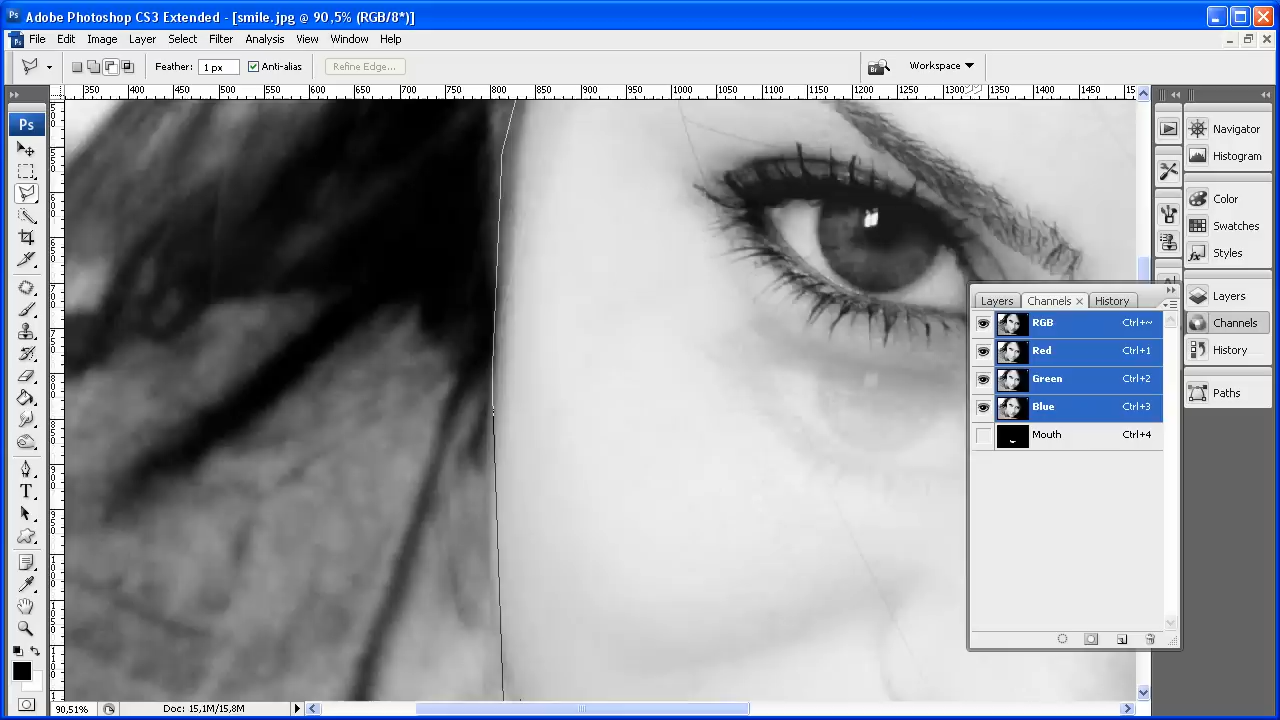 Adobe Photoshop CS3 Extended - [smile.jpg @ 90,5% (RGB/8*)]
File Edit Image Layer Select Filter Analysis View Window Help
Feather: 1 px Anti-alias Refine Edge... Br Workspace
350 400 450 500 550 600 650 700 750 800 850 900 950 1000 1050 1100 1150 1200 1250 1300 1350 1400 1450
Ps
Navigator
Histogram
Color
Swatches
Styles
Layers
Channels
History
Paths
Layers Channels History
RGB Ctrl+~
Red Ctrl+1
Green Ctrl+2
Blue Ctrl+3
Mouth Ctrl+4
90,51% Doc: 15,1M/15,8M